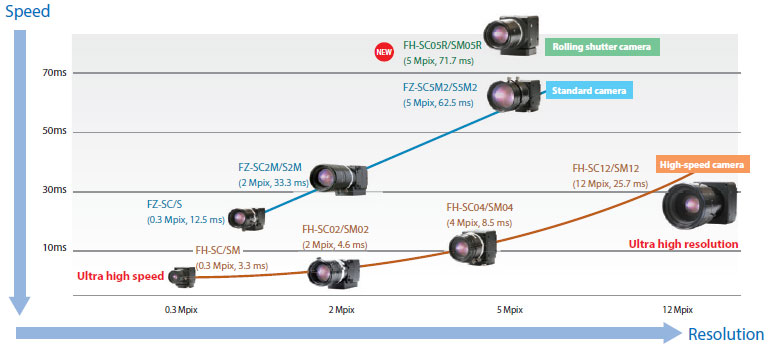 Speed
FH-SC05R/SM05R
NEW
(5 Mpix, 71.7 ms)
Rolling shutter camera
70ms
FZ-SC5M2/S5M2
(5 Mpix, 62.5 ms)
Standard camera
50ms
FZ-SC2M/S2M
(2 Mpix, 33.3 ms)
FH-SC12/SM12
(12 Mpix, 25.7 ms)
High-speed camera
30ms
FZ-SC/S
(0.3 Mpix, 12.5 ms)
FH-SC04/SM04
(4 Mpix, 8.5 ms)
FH-SC02/SM02
(2 Mpix, 4.6 ms)
10ms
FH-SC/SM
(0.3 Mpix, 3.3 ms)
Ultra high resolution
Ultra high speed
0.3 Mpix
2 Mpix
5 Mpix
12 Mpix
Resolution